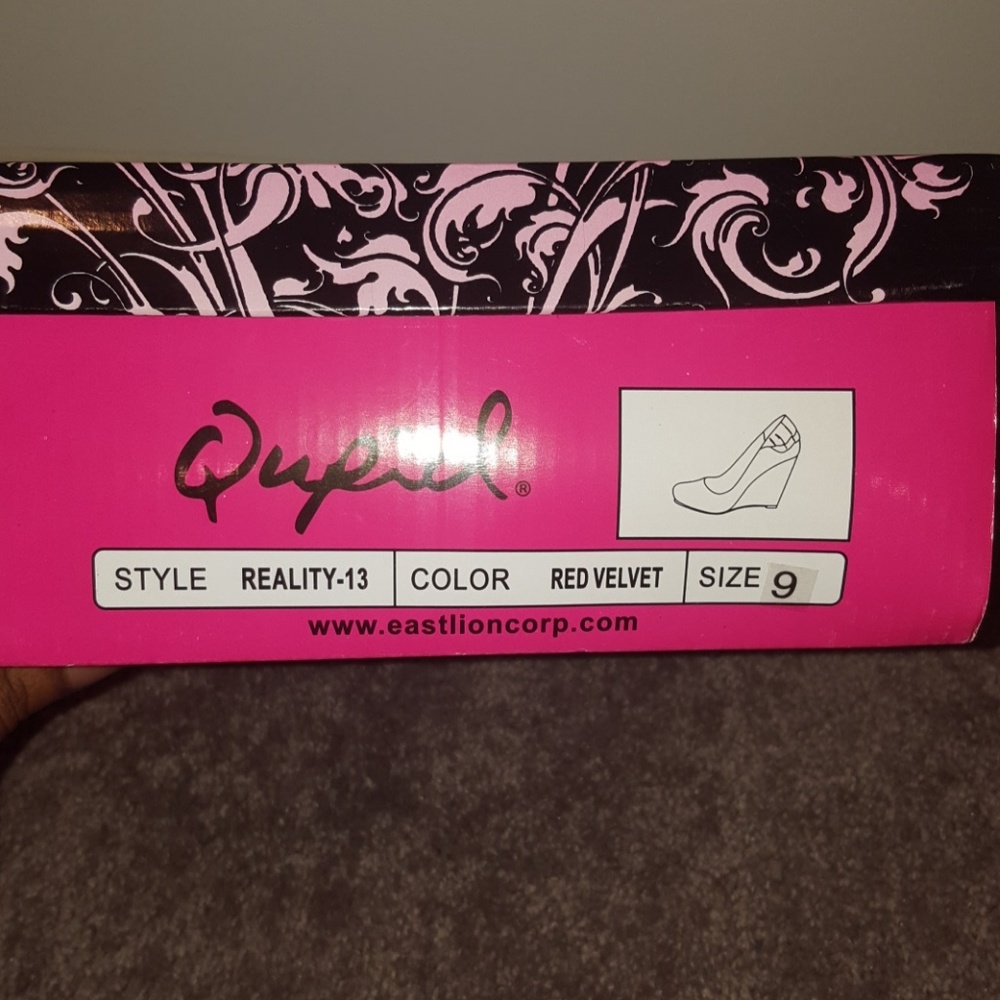 Qupid®
STYLE REALITY-13 COLOR RED VELVET SIZE 9
www.eastlioncorp.com